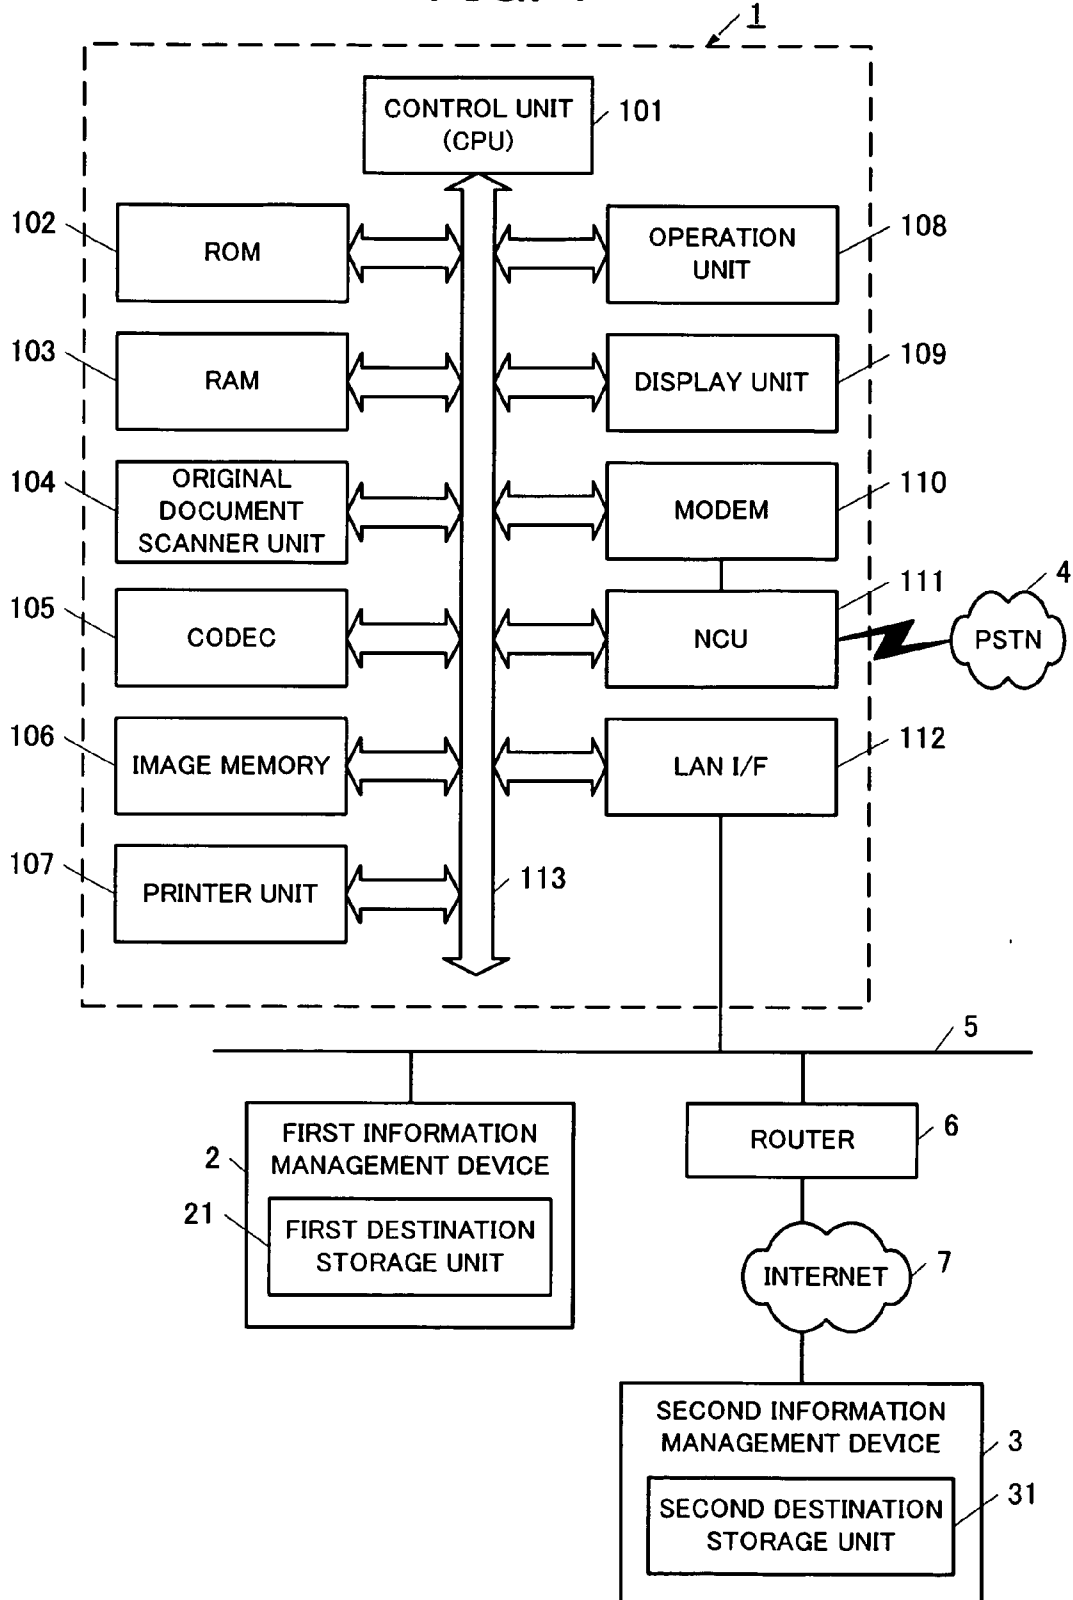 1
CONTROL UNIT
(CPU)
101
102
ROM
OPERATION
UNIT
108
103
RAM
DISPLAY UNIT
109
104
ORIGINAL
DOCUMENT
SCANNER UNIT
MODEM
110
105
CODEC
NCU
111
4
PSTN
106
IMAGE MEMORY
LAN I/F
112
107
PRINTER UNIT
113
5
2
FIRST INFORMATION
MANAGEMENT DEVICE
21
FIRST DESTINATION
STORAGE UNIT
ROUTER
6
INTERNET
7
SECOND INFORMATION
MANAGEMENT DEVICE
3
SECOND DESTINATION
STORAGE UNIT
31